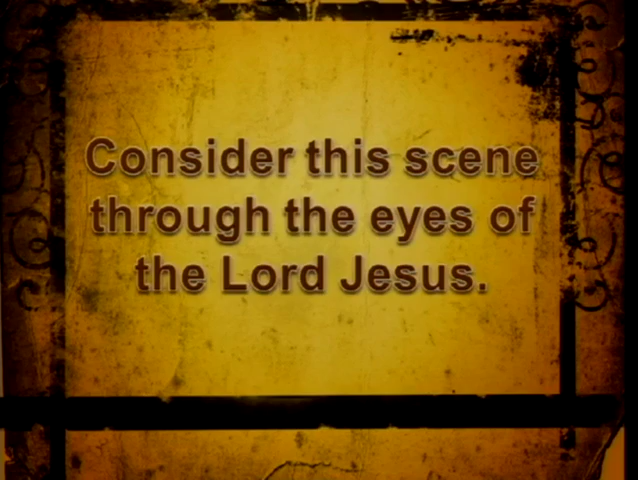 Consider this scene
through the eyes of
the Lord Jesus.